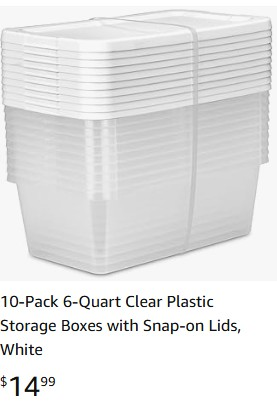 10-Pack 6-Quart Clear Plastic
Storage Boxes with Snap-on Lids,
White
$14.99